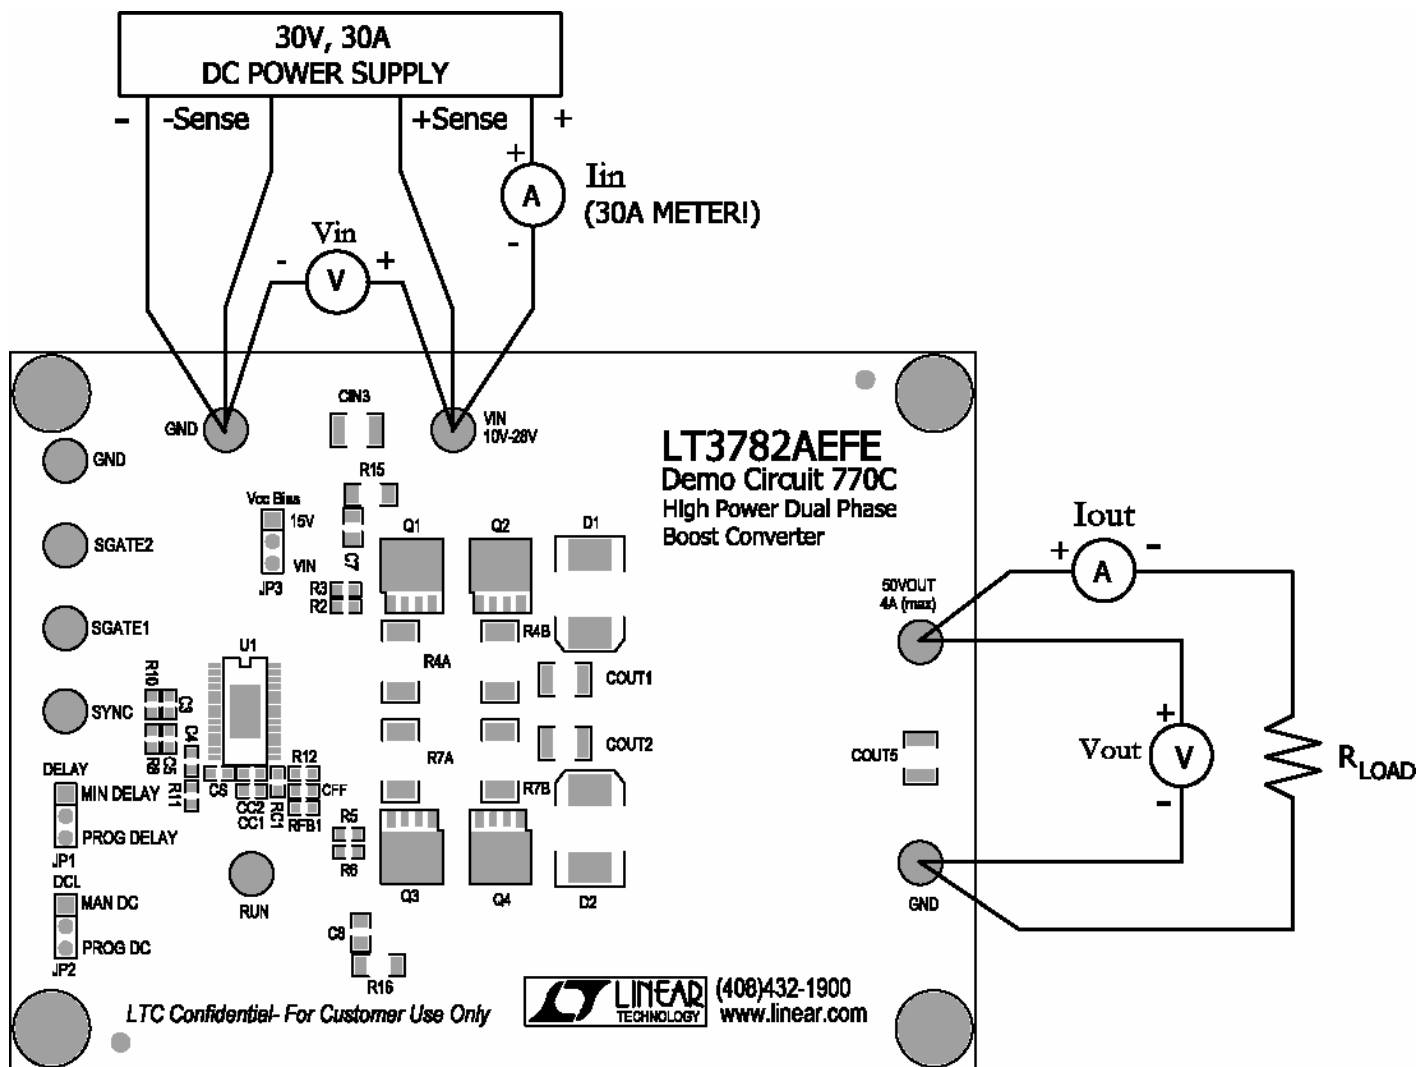 30V, 30A
DC POWER SUPPLY
- -Sense +Sense +
+
A
-
Iin
(30A METER!)
Vin
- V +
GND
CIN3
VIN
10V-28V
GND
SGATE2
SGATE1
SYNC
Vcc Bias
15V
VIN
JP3
R15
C7
R3
R2
Q1
Q2
D1
LT3782AEFE
Demo Circuit 770C
High Power Dual Phase
Boost Converter
R4A
R4B
COUT1
COUT2
R7A
R7B
U1
R10
C3
R9
C5
C4
R11
C6
CC2
CC1
RC1
R12
CFF
RFB1
R5
R6
Q3
Q4
D2
DELAY
MIN DELAY
PROG DELAY
JP1
DCL
MAN DC
PROG DC
JP2
RUN
C8
R16
50VOUT
4A (max)
COUT5
GND
Iout
+ A -
+
Vout V
-
RLOAD
LTC Confidential- For Customer Use Only
LINEAR
TECHNOLOGY
(408)432-1900
www.linear.com